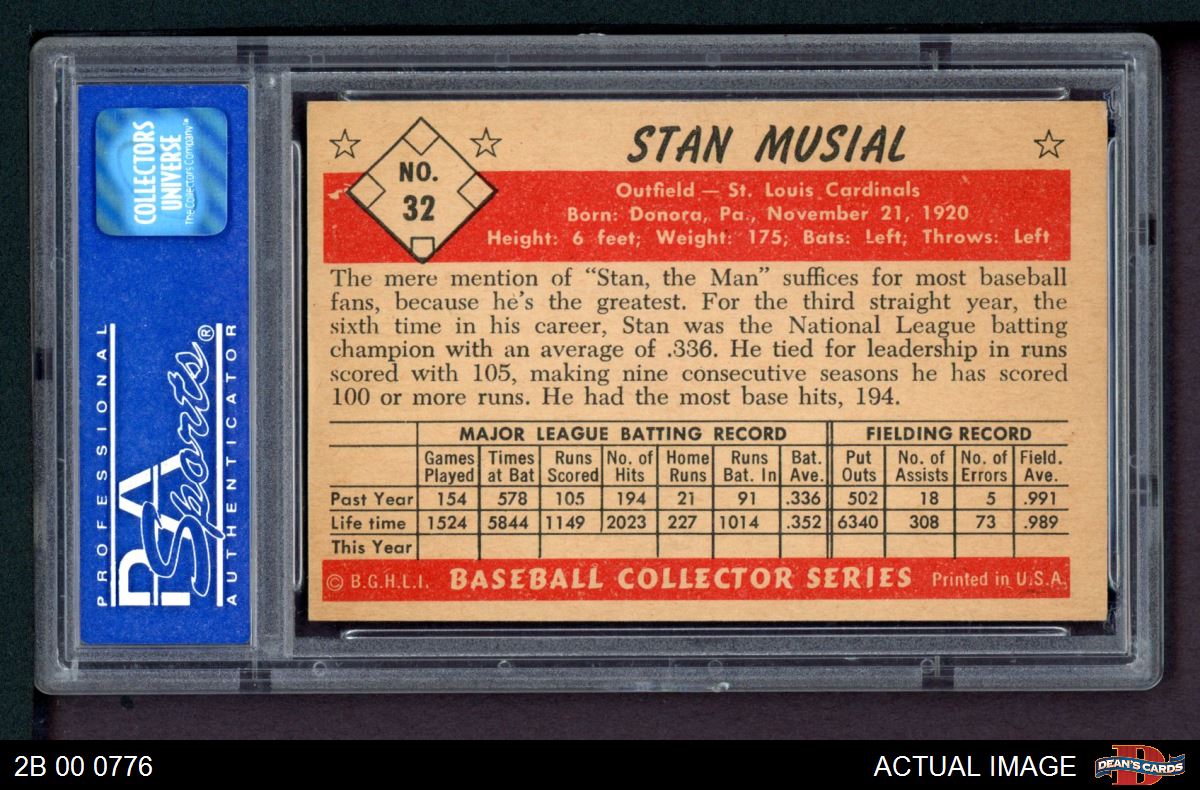 COLLECTORS
UNIVERSE
The Collectors Company™
PROFESSIONAL
PSA
Sports®
AUTHENTICATOR
NO.
32
STAN MUSIAL
Outfield — St. Louis Cardinals
Born: Donora, Pa., November 21, 1920
Height: 6 feet; Weight: 175; Bats: Left; Throws: Left
The mere mention of “Stan, the Man” suffices for most baseball
fans, because he's the greatest. For the third straight year, the
sixth time in his career, Stan was the National League batting
champion with an average of .336. He tied for leadership in runs
scored with 105, making nine consecutive seasons he has scored
100 or more runs. He had the most base hits, 194.
MAJOR LEAGUE BATTING RECORD FIELDING RECORD
Games Times Runs No. of Home Runs Bat. Put No. of No. of Field.
Played at Bat Scored Hits Runs Bat. In Ave. Outs Assists Errors Ave.
Past Year 154 578 105 194 21 91 .336 502 18 5 .991
Life time 1524 5844 1149 2023 227 1014 .352 6340 308 73 .989
This Year
© B.G.H.L.I. BASEBALL COLLECTOR SERIES Printed in U.S.A.
2B 00 0776
ACTUAL IMAGE
D
DEAN'S CARDS